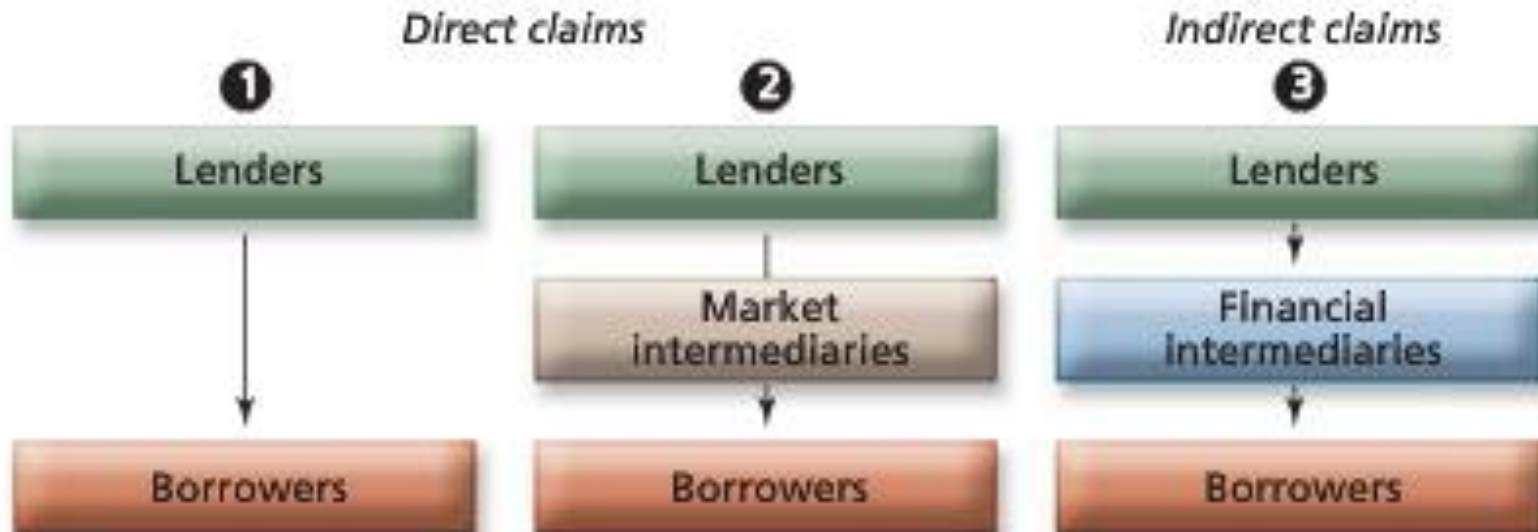 Direct claims
Indirect claims
1
2
3
Lenders
Lenders
Lenders
Market
intermediaries
Financial
intermediaries
Borrowers
Borrowers
Borrowers